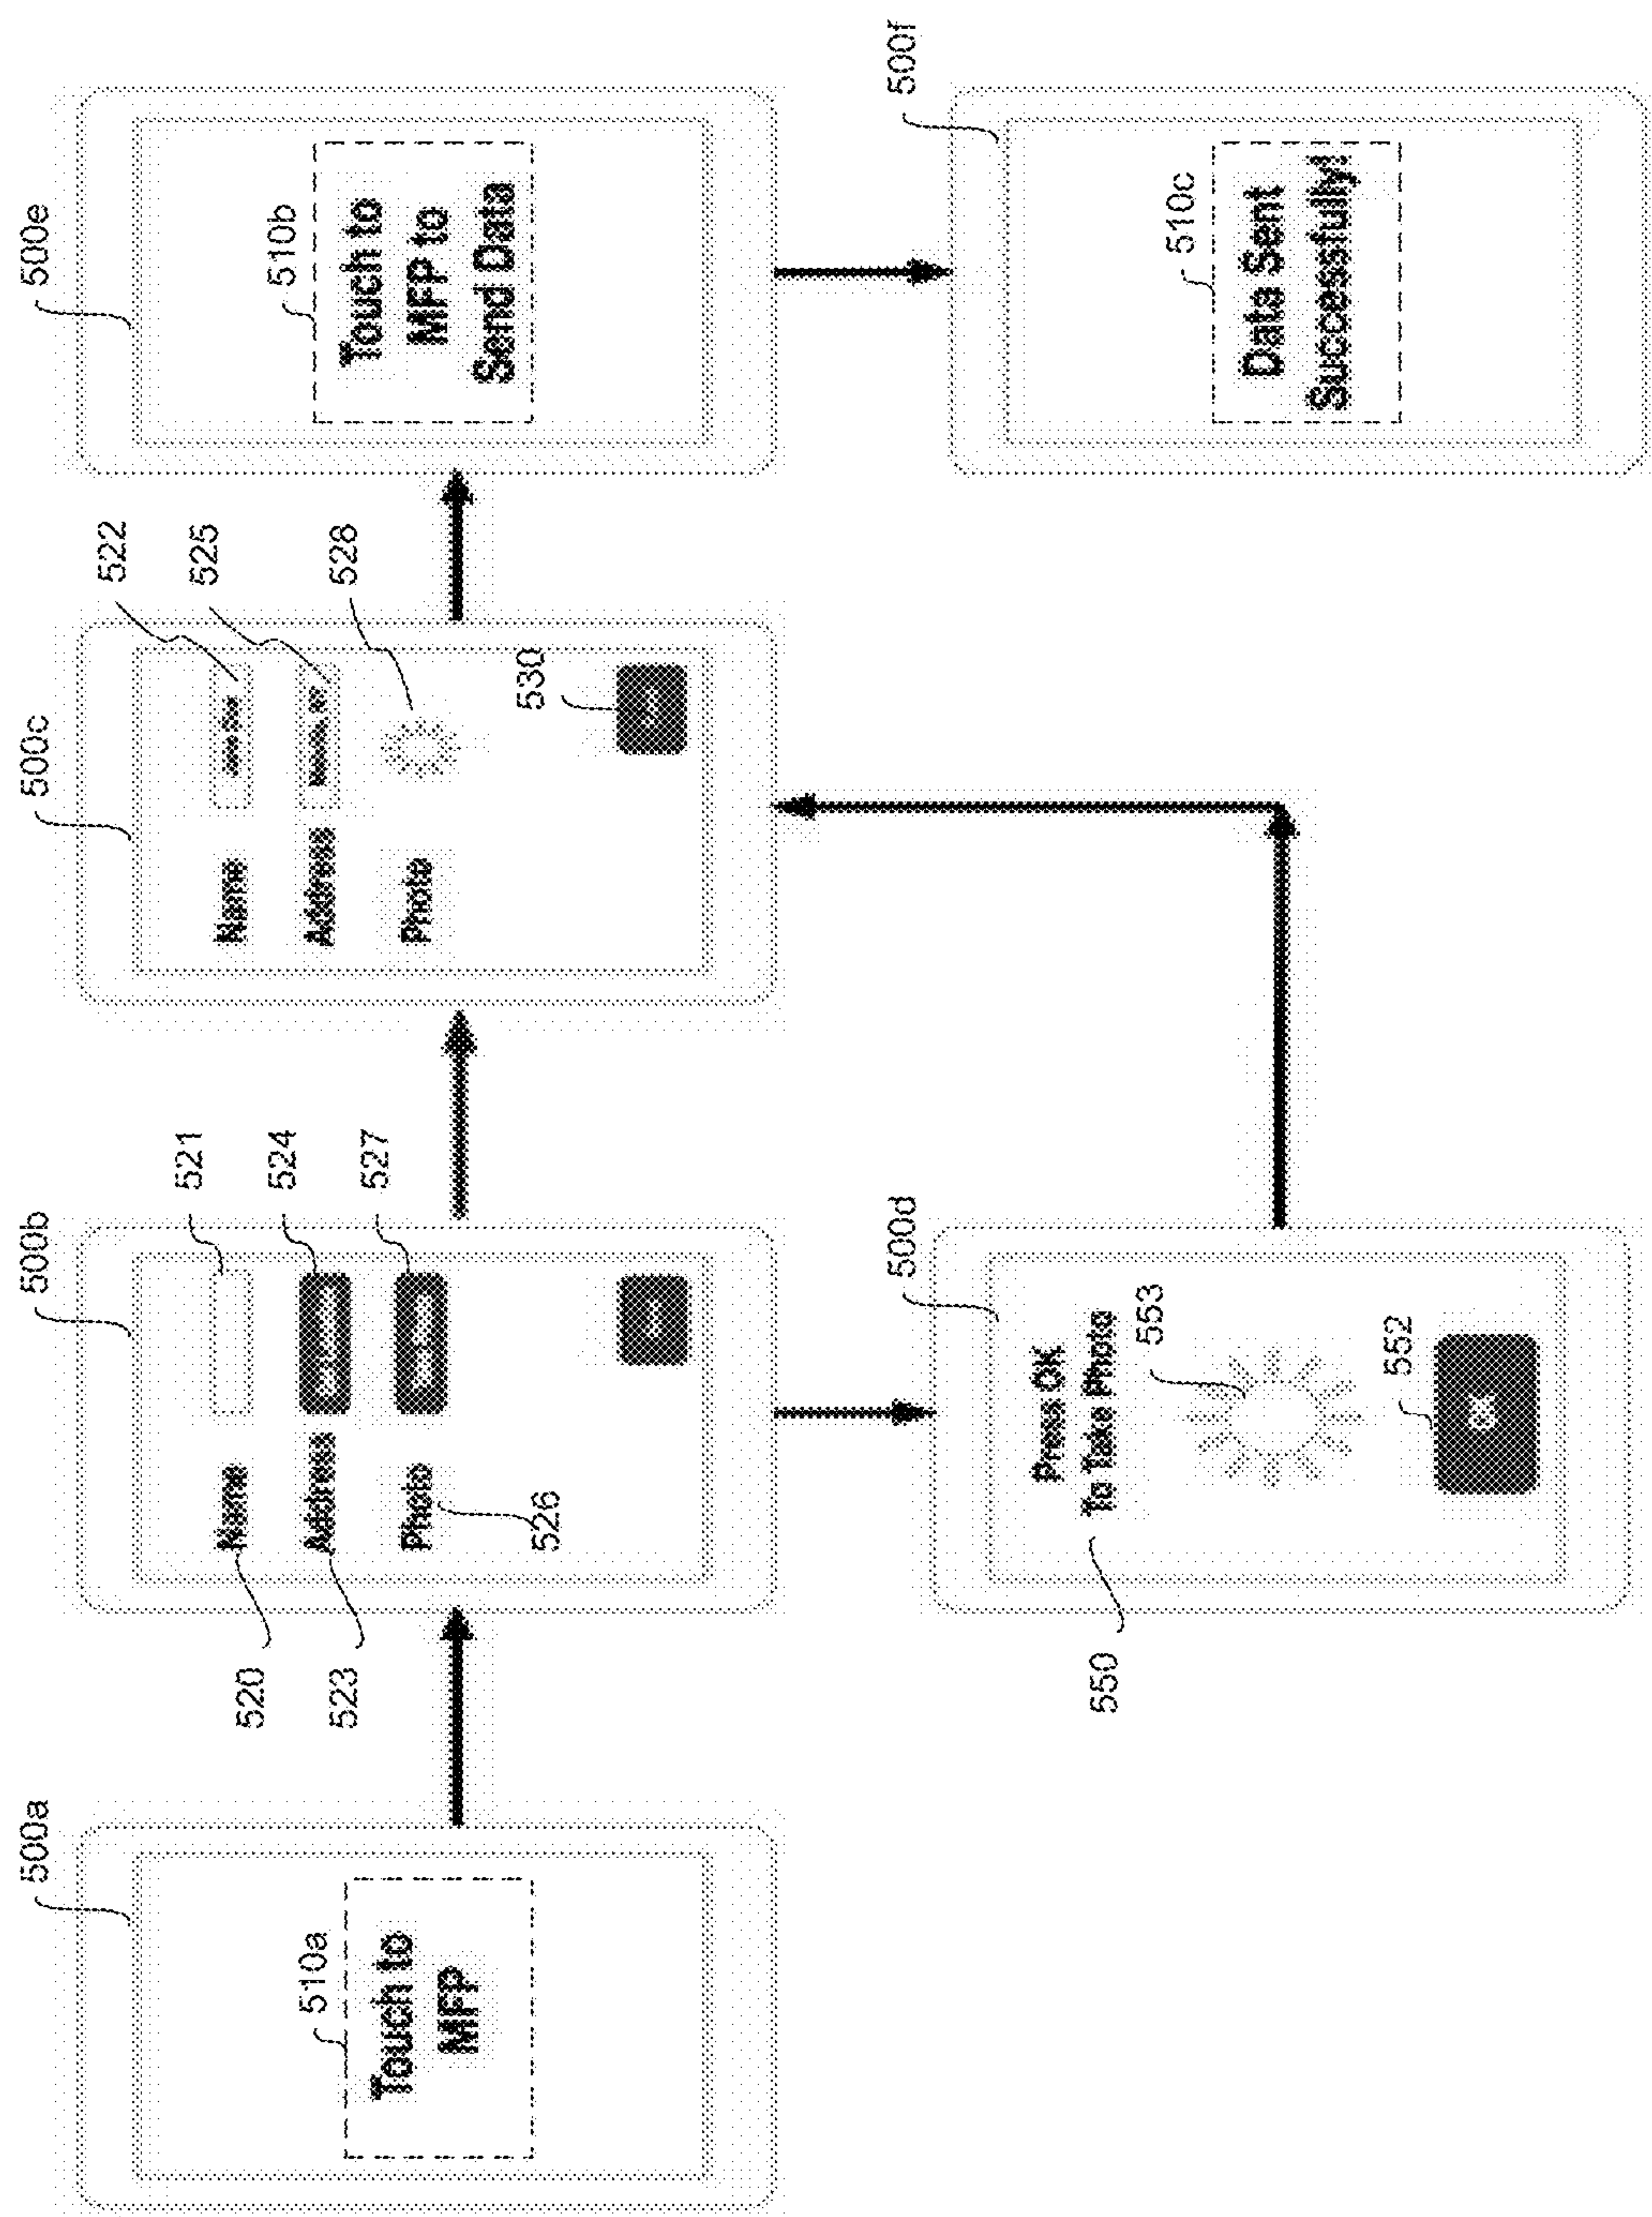 500a
510a
Touch to
MFP
500b
520
Name
521
523
Address
524
Photo
527
526
500c
Name
522
Address
525
Photo
528
530
500e
510b
Touch to
MFP to
Send Data
500d
550
Press OK
To Take Photo
553
552
OK
500f
510c
Data Sent
Successfully!